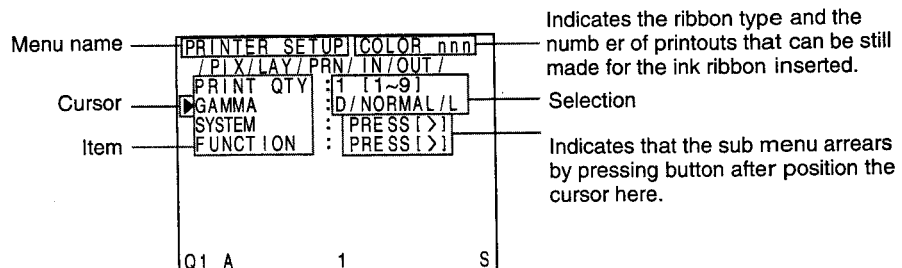 Menu name
Cursor
Item
PRINTER SETUP COLOR nnn
/PIX/LAY/PRN/IN/OUT/
PRINT QTY :1 [1~9]
GAMMA :D/NORMAL/L
SYSTEM : PRESS[>]
FUNCTION : PRESS[>]
Q1 A 1 S
Indicates the ribbon type and the
numb er of printouts that can be still
made for the ink ribbon inserted.
Selection
Indicates that the sub menu arrears
by pressing button after position the
cursor here.